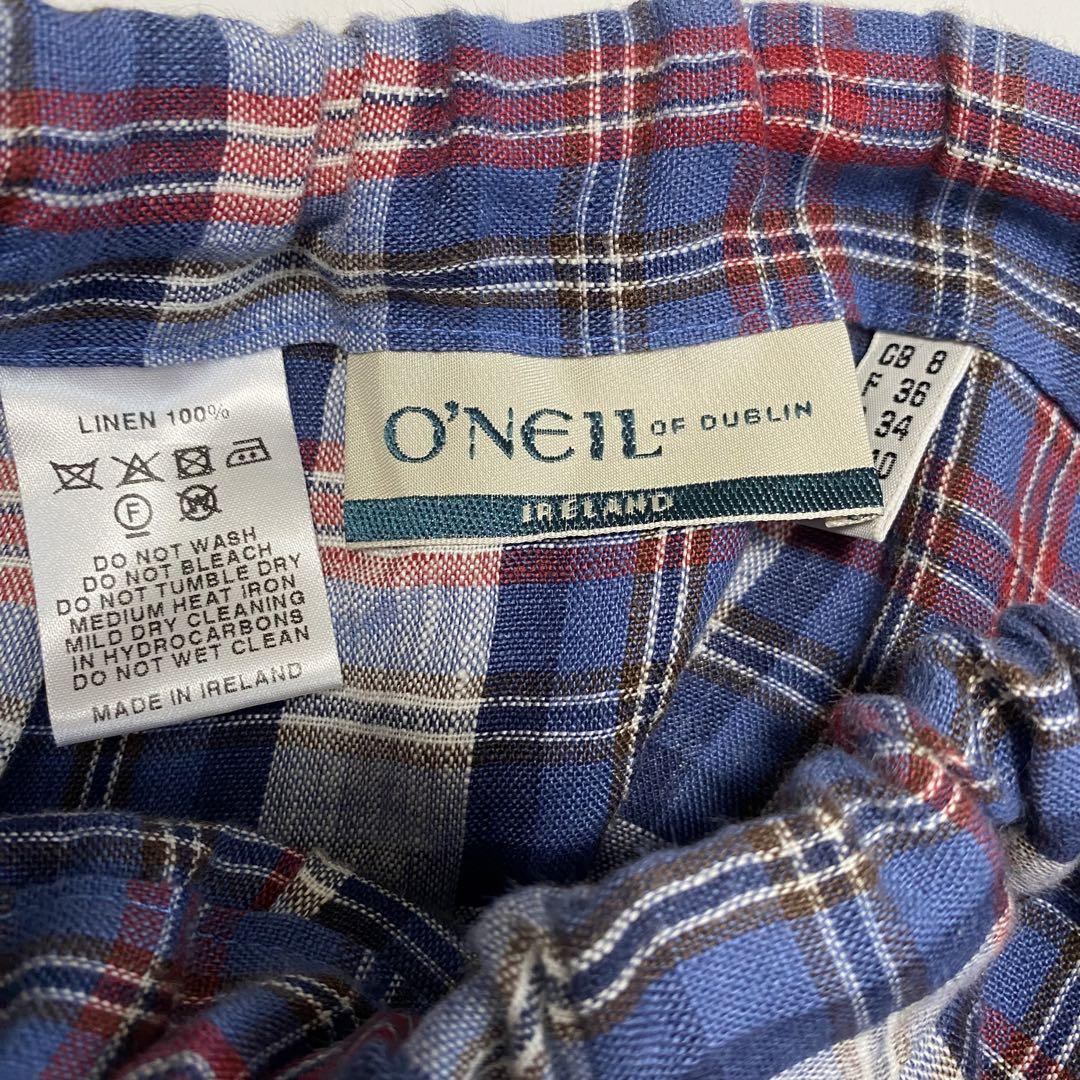 LINEN 100%
F
DO NOT WASH
DO NOT BLEACH
DO NOT TUMBLE DRY
MEDIUM HEAT IRON
MILD DRY CLEANING
IN HYDROCARBONS
DO NOT WET CLEAN
MADE IN IRELAND
O'NEIL OF DUBLIN
IRELAND
GB 8
F 36
34